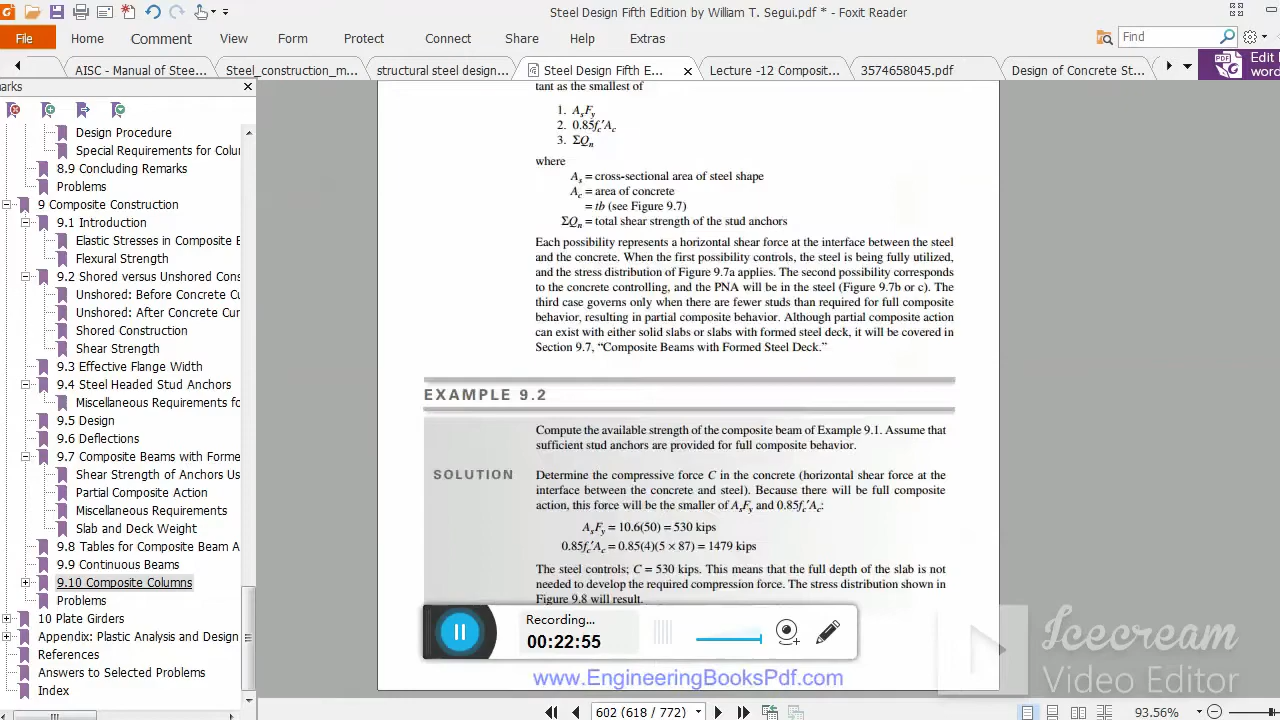 Steel Design Fifth Edition by William T. Segui.pdf * - Foxit Reader
File Home Comment View Form Protect Connect Share Help Extras
Find
AISC - Manual of Stee... Steel_construction_m... structural steel design... Steel Design Fifth E... Lecture -12 Composit... 3574658045.pdf Design of Concrete St...
Edit
word
arks
Design Procedure
Special Requirements for Colu
8.9 Concluding Remarks
Problems
9 Composite Construction
9.1 Introduction
Elastic Stresses in Composite E
Flexural Strength
9.2 Shored versus Unshored Cons
Unshored: Before Concrete Cu
Unshored: After Concrete Cur
Shored Construction
Shear Strength
9.3 Effective Flange Width
9.4 Steel Headed Stud Anchors
Miscellaneous Requirements fo
9.5 Design
9.6 Deflections
9.7 Composite Beams with Forme
Shear Strength of Anchors Us
Partial Composite Action
Miscellaneous Requirements
Slab and Deck Weight
9.8 Tables for Composite Beam A
9.9 Continuous Beams
9.10 Composite Columns
Problems
10 Plate Girders
Appendix: Plastic Analysis and Design
References
Answers to Selected Problems
Index
tant as the smallest of
1. AsFy
2. 0.85fc′Ac
3. ΣQn
where
As = cross-sectional area of steel shape
Ac = area of concrete
= tb (see Figure 9.7)
ΣQn = total shear strength of the stud anchors
Each possibility represents a horizontal shear force at the interface between the steel
and the concrete. When the first possibility controls, the steel is being fully utilized,
and the stress distribution of Figure 9.7a applies. The second possibility corresponds
to the concrete controlling, and the PNA will be in the steel (Figure 9.7b or c). The
third case governs only when there are fewer studs than required for full composite
behavior, resulting in partial composite behavior. Although partial composite action
can exist with either solid slabs or slabs with formed steel deck, it will be covered in
Section 9.7, “Composite Beams with Formed Steel Deck.”
EXAMPLE 9.2
Compute the available strength of the composite beam of Example 9.1. Assume that
sufficient stud anchors are provided for full composite behavior.
SOLUTION
Determine the compressive force C in the concrete (horizontal shear force at the
interface between the concrete and steel). Because there will be full composite
action, this force will be the smaller of AsFy and 0.85fc′Ac:
AsFy = 10.6(50) = 530 kips
0.85fc′Ac = 0.85(4)(5 × 87) = 1479 kips
The steel controls; C = 530 kips. This means that the full depth of the slab is not
needed to develop the required compression force. The stress distribution shown in
Figure 9.8 will result.
Recording...
00:22:55
www.EngineeringBooksPdf.com
Icecream
Video Editor
602 (618 / 772)
93.56%